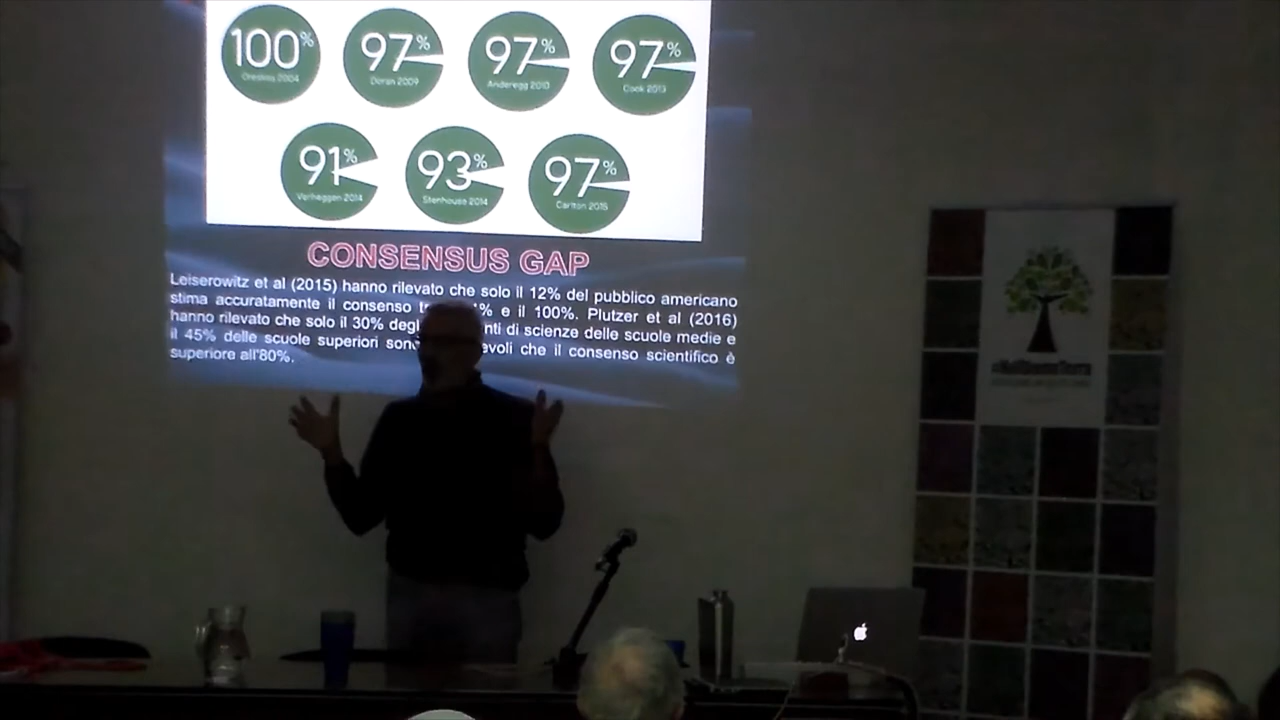 100%
Oreskes 2004
97%
Doran 2009
97%
Anderegg 2010
97%
Cook 2013
91%
Verheggen 2014
93%
Stenhouse 2014
97%
Carlton 2015
CONSENSUS GAP
Leiserowitz et al (2015) hanno rilevato che solo il 12% del pubblico americano
stima accuratamente il consenso % e il 100%. Plutzer et al (2016)
hanno rilevato che solo il 30% di scienze delle scuole medie e
il 45% delle scuole superiori che il consenso scientifico è
superiore all'80%.